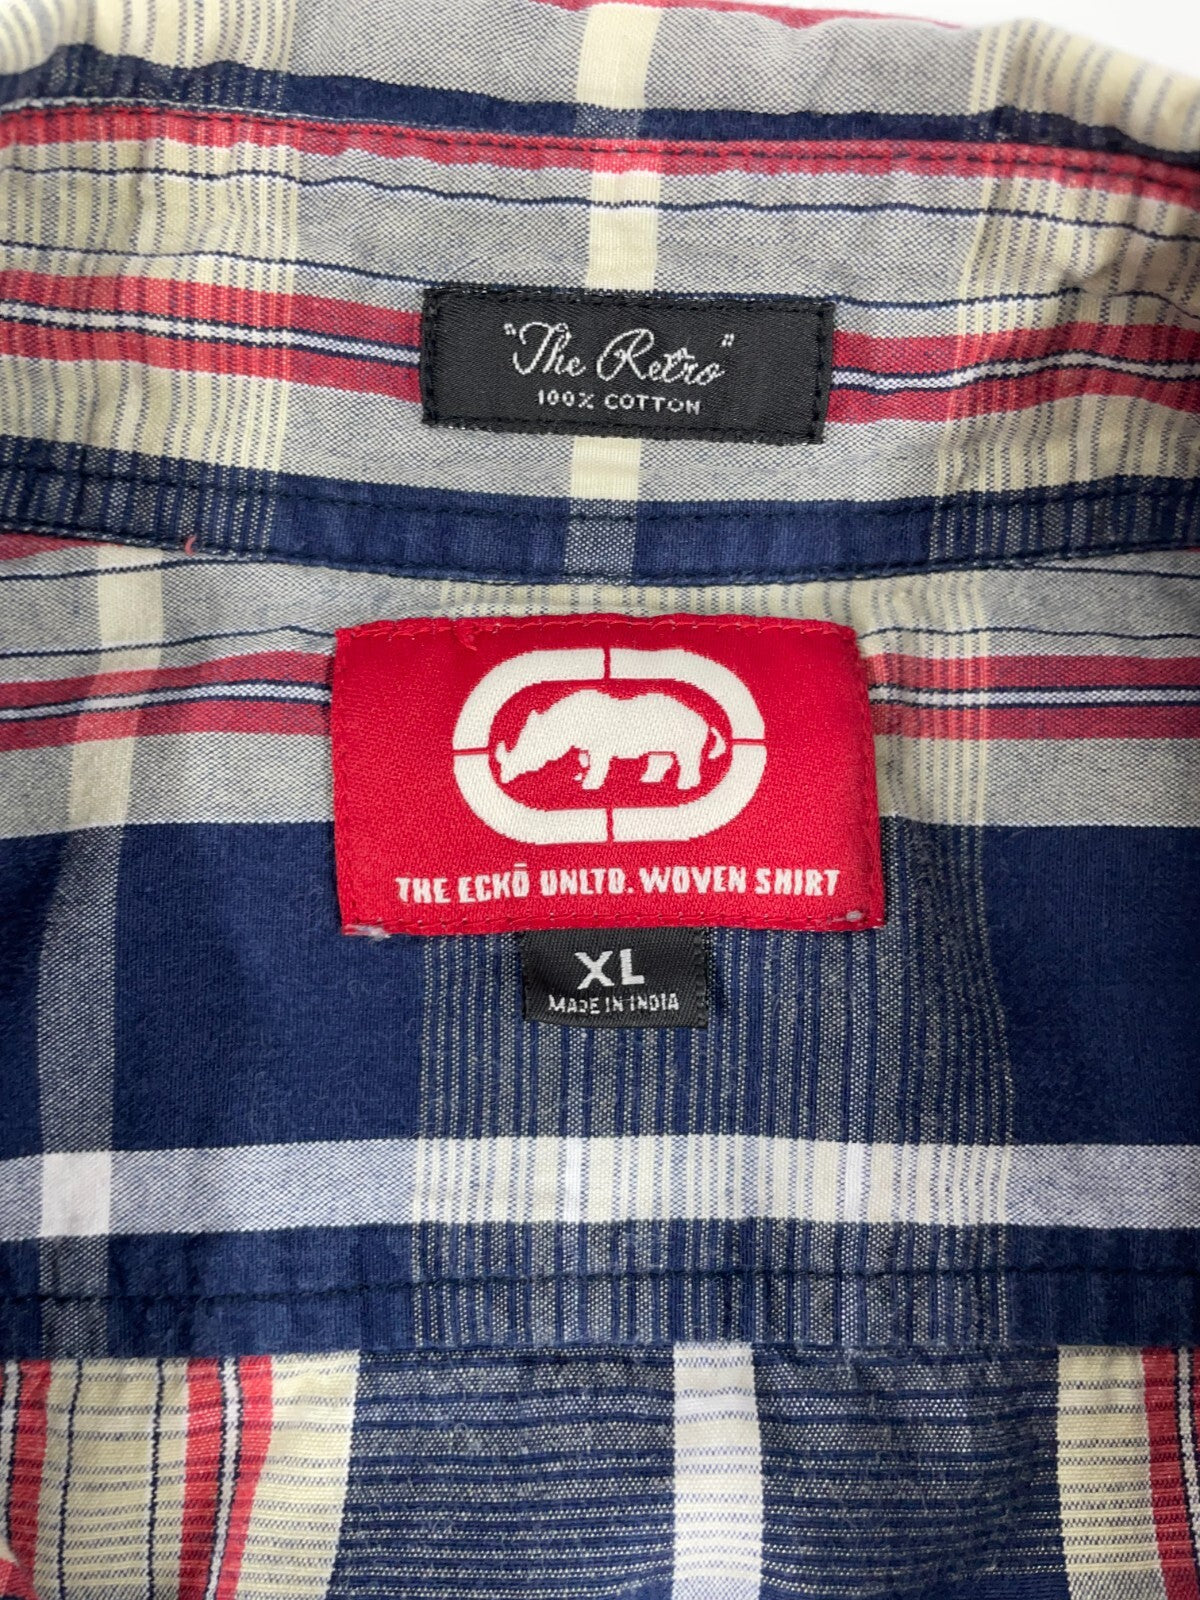 "The Retro"
100% COTTON
THE ECKŌ UNLTD. WOVEN SHIRT
XL
MADE IN INDIA